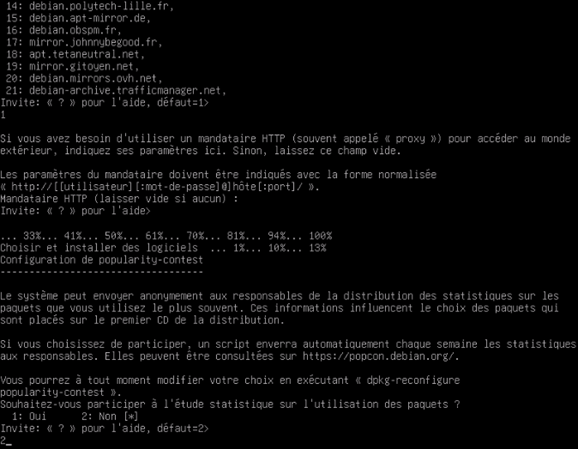 14: debian.polytech-lille.fr,
15: debian.apt-mirror.de,
16: debian.obspm.fr,
17: mirror.johnnybegood.fr,
18: apt.tetaneutral.net,
19: mirror.gitoyen.net,
20: debian.mirrors.ovh.net,
21: debian-archive.trafficmanager.net,
Invite: « ? » pour l'aide, défaut=1>
1
Si vous avez besoin d'utiliser un mandataire HTTP (souvent appelé « proxy ») pour accéder au monde
extérieur, indiquez ses paramètres ici. Sinon, laissez ce champ vide.
Les paramètres du mandataire doivent être indiqués avec la forme normalisée
« http://[[utilisateur][:mot-de-passe]@]hôte[:port]/ ».
Mandataire HTTP (laisser vide si aucun) :
Invite: « ? » pour l'aide>
... 33%... 41%... 50%... 61%... 70%... 81%... 94%... 100%
Choisir et installer des logiciels  ... 1%... 10%... 13%
Configuration de popularity-contest
-----------------------------------
Le système peut envoyer anonymement aux responsables de la distribution des statistiques sur les
paquets que vous utilisez le plus souvent. Ces informations influencent le choix des paquets qui
sont placés sur le premier CD de la distribution.
Si vous choisissez de participer, un script enverra automatiquement chaque semaine les statistiques
aux responsables. Elles peuvent être consultées sur https://popcon.debian.org/.
Vous pourrez à tout moment modifier votre choix en exécutant « dpkg-reconfigure
popularity-contest ».
Souhaitez-vous participer à l'étude statistique sur l'utilisation des paquets ?
1: Oui      2: Non [*]
Invite: « ? » pour l'aide, défaut=2>
2_